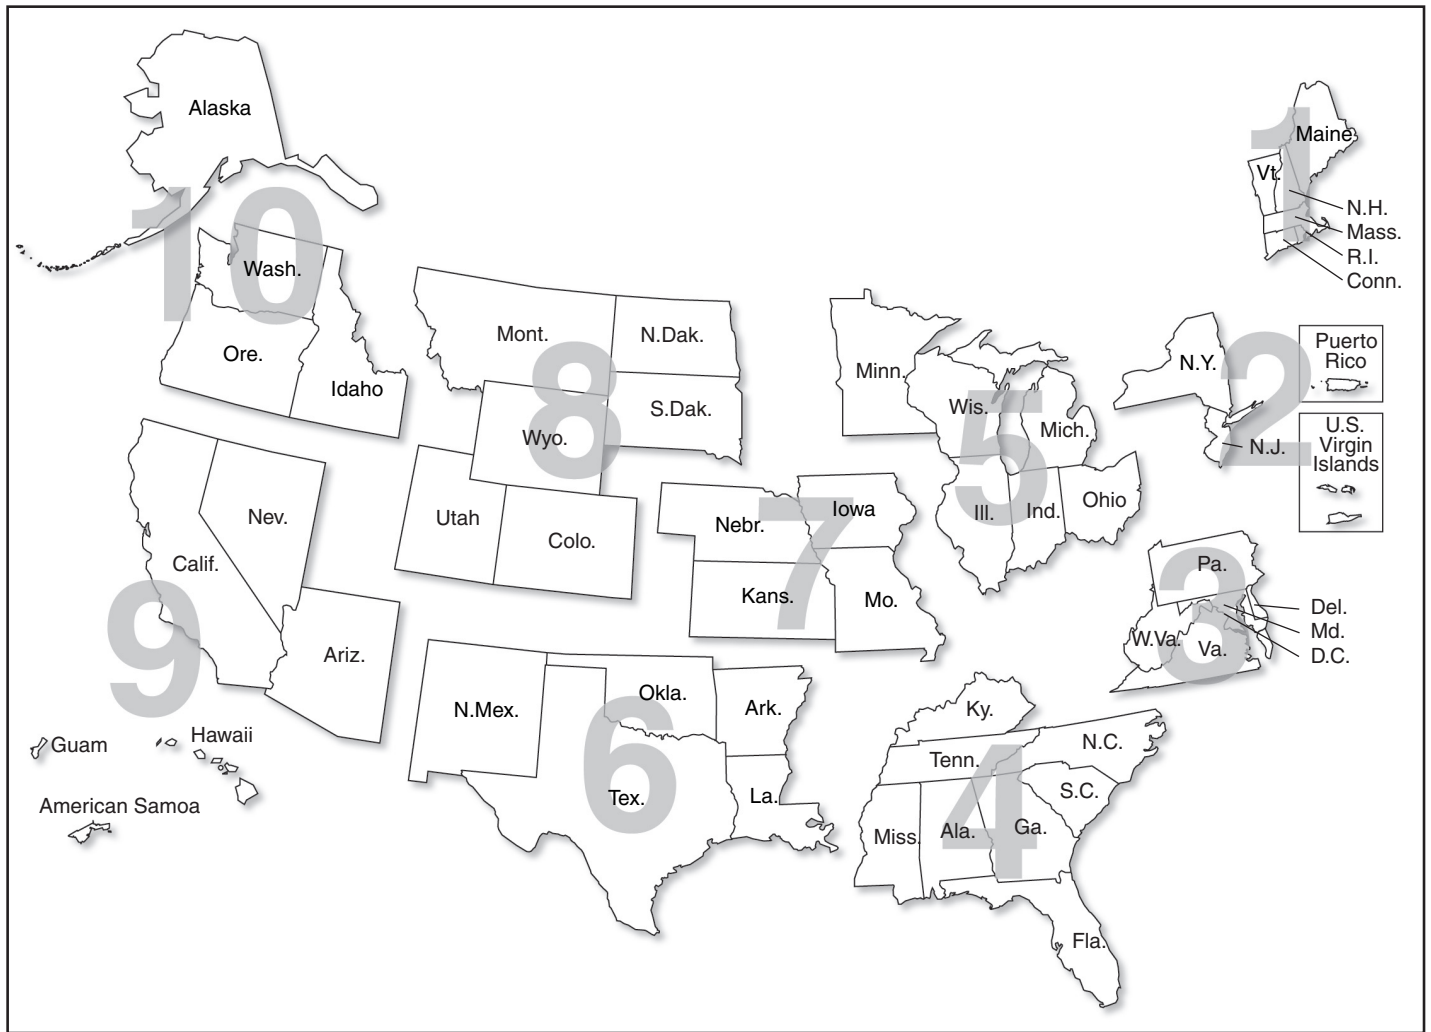 Alaska
10
Wash.
Ore.
Idaho
Mont.
N.Dak.
S.Dak.
8
Wyo.
Utah
Colo.
Nev.
Calif.
9
Ariz.
Guam
Hawaii
American Samoa
Nebr.
Iowa
7
Kans.
Mo.
N.Mex.
Okla.
Ark.
6
Tex.
La.
Minn.
Wis.
5
Mich.
Ill.
Ind.
Ohio
1
Maine
Vt.
N.H.
Mass.
R.I.
Conn.
N.Y.
2
N.J.
Puerto
Rico
U.S.
Virgin
Islands
Pa.
3
W.Va.
Va.
Del.
Md.
D.C.
Ky.
Tenn.
N.C.
4
S.C.
Miss.
Ala.
Ga.
Fla.